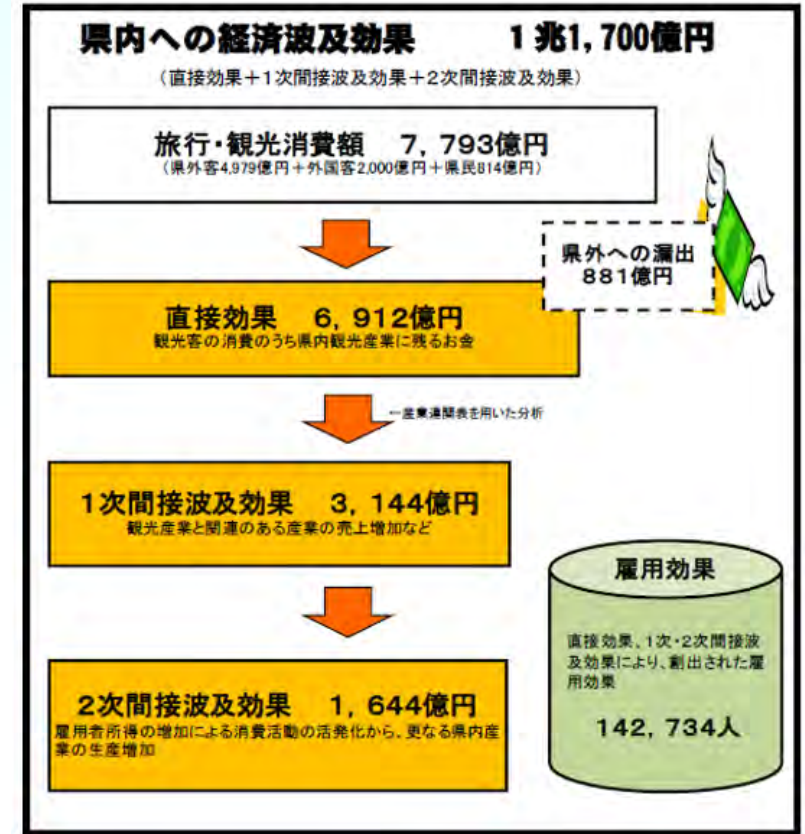 県内への経済波及効果　　1兆1,700億円
（直接効果＋1次間接波及効果＋2次間接波及効果）
旅行・観光消費額　7,793億円
（県外客4,979億円＋外国客2,000億円＋県民814億円）
県外への漏出
881億円
直接効果　6,912億円
観光客の消費のうち県内観光産業に残るお金
←産業連関表を用いた分析
1次間接波及効果　3,144億円
観光産業と関連のある産業の売上増加など
2次間接波及効果　1,644億円
雇用者所得の増加による消費活動の活発化から、更なる県内産
業の生産増加
雇用効果
直接効果、1次・2次間接波
及効果により、創出された雇
用効果
142,734人